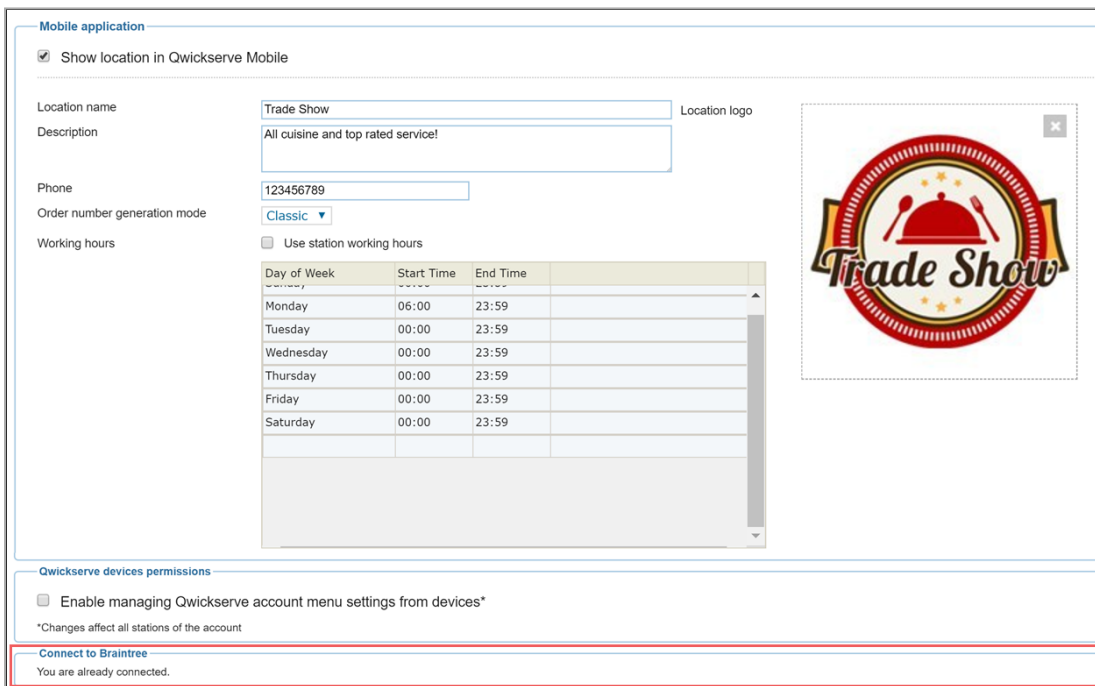 Mobile application
Show location in Qwickserve Mobile
Location name
Trade Show
Location logo
Description
All cuisine and top rated service!
Phone
123456789
Order number generation mode
Classic
Working hours
Use station working hours
Day of Week Start Time End Time
Monday 06:00 23:59
Tuesday 00:00 23:59
Wednesday 00:00 23:59
Thursday 00:00 23:59
Friday 00:00 23:59
Saturday 00:00 23:59
Trade Show
Qwickserve devices permissions
Enable managing Qwickserve account menu settings from devices*
*Changes affect all stations of the account
Connect to Braintree
You are already connected.